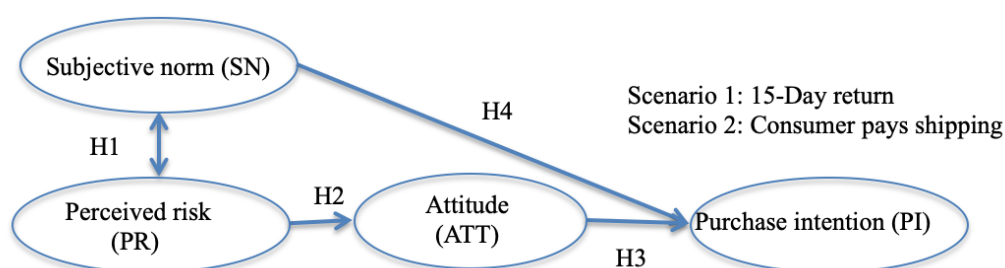 Subjective norm (SN)
H4
Scenario 1: 15-Day return
Scenario 2: Consumer pays shipping
H1
H2
Perceived risk
(PR)
Attitude
(ATT)
Purchase intention (PI)
H3